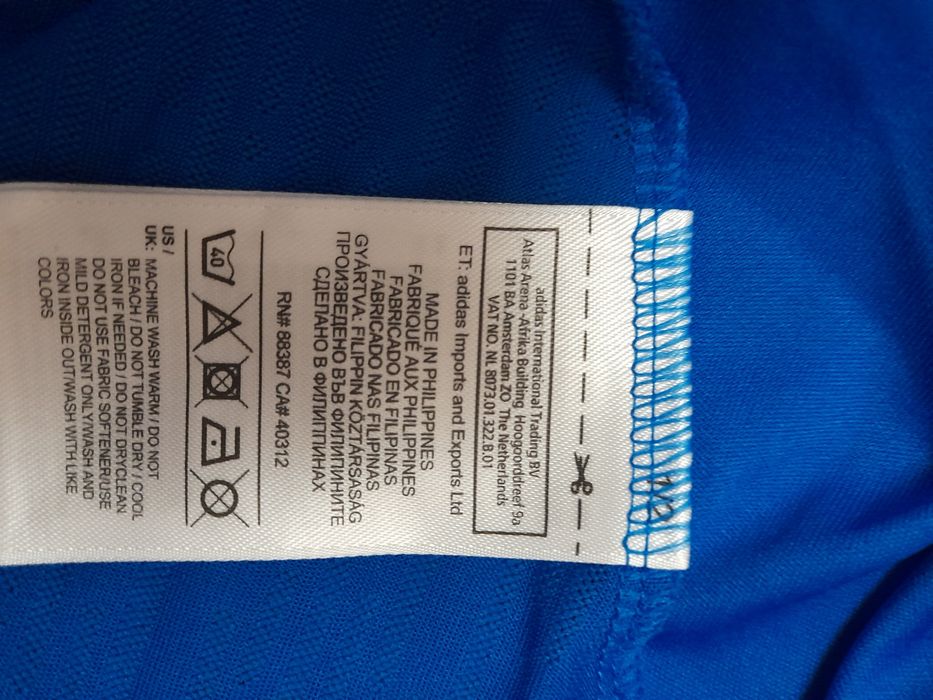 1/2
adidas International Trading BV
Atlas Arena -Afrika Building Hoogoorddreef 9a
1101 BA Amsterdam ZO The Netherlands
VAT NO. NL 8073.01.322.B.01
ET: adidas Imports and Exports Ltd
MADE IN PHILIPPINES
FABRIQUÉ AUX PHILIPPINES
FABRICADO EN FILIPINAS
FABRICADO NAS FILIPINAS
GYÁRTVA: FILIPPIN KÖZTÁRSASÁG
ПРОИЗВЕДЕНО ВЪВ ФИЛИПИНИТЕ
СДЕЛАНО В ФИЛИППИНАХ
RN# 88387 CA# 40312
40
US /
UK: MACHINE WASH WARM / DO NOT
BLEACH / DO NOT TUMBLE DRY / COOL
IRON IF NEEDED / DO NOT DRYCLEAN
DO NOT USE FABRIC SOFTENER/USE
MILD DETERGENT ONLY/WASH AND
IRON INSIDE OUT/WASH WITH LIKE
COLORS